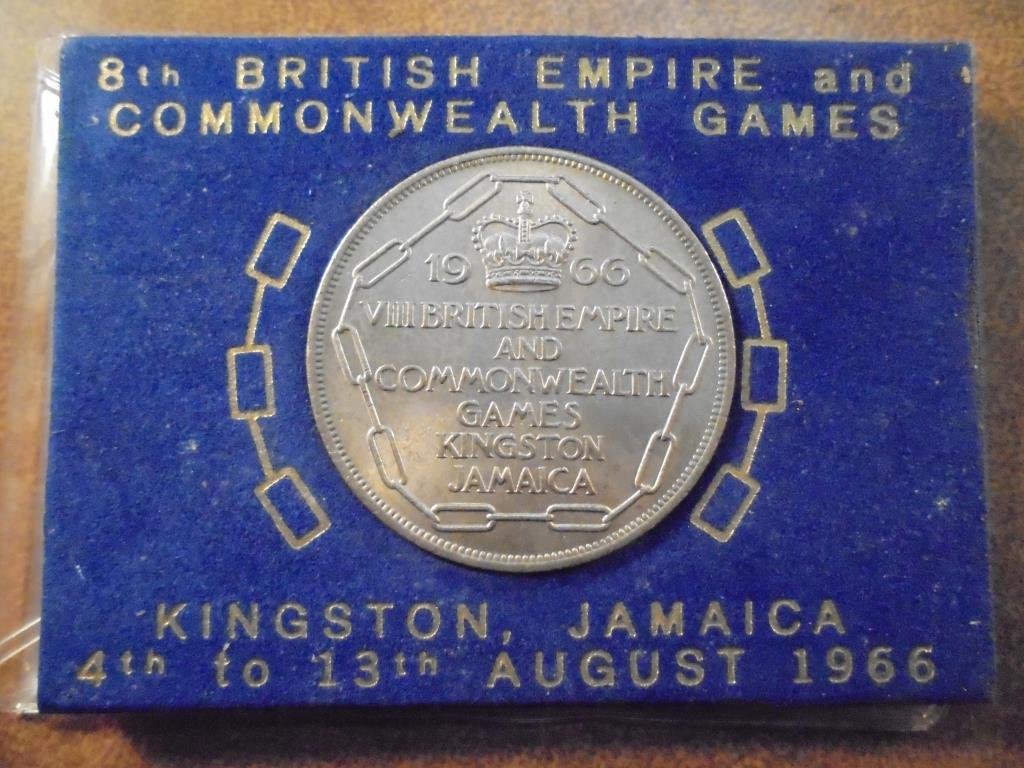 8th BRITISH EMPIRE and
COMMONWEALTH GAMES
19 66
VIII BRITISH EMPIRE
AND
COMMONWEALTH
GAMES
KINGSTON
JAMAICA
KINGSTON, JAMAICA
4th to 13th AUGUST 1966